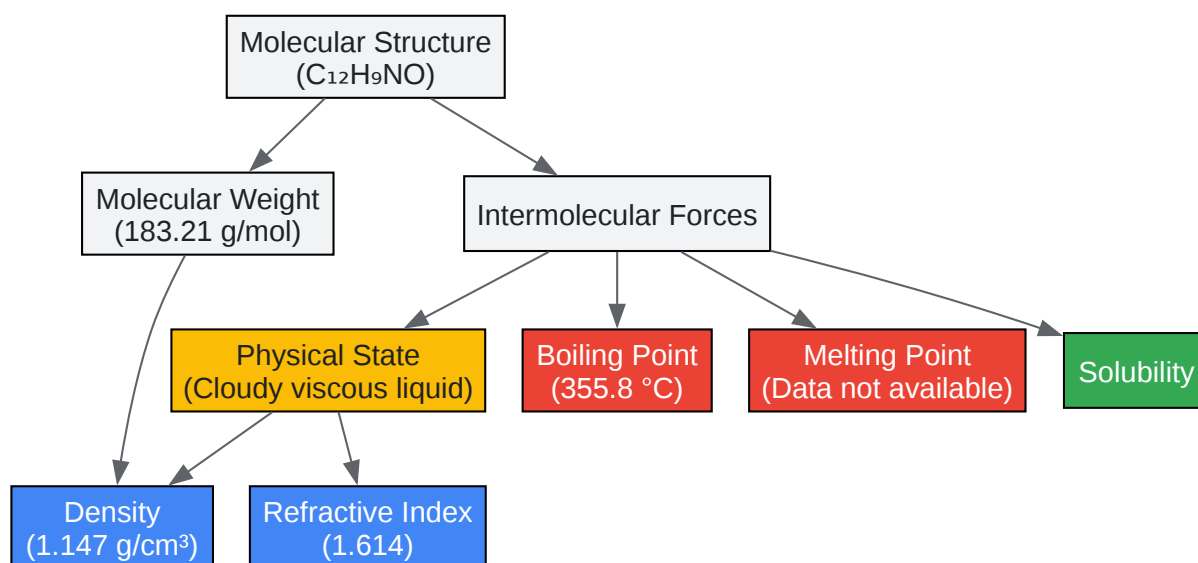 Molecular Structure
(C₁₂H₉NO)
Molecular Weight
(183.21 g/mol)
Intermolecular Forces
Physical State
(Cloudy viscous liquid)
Boiling Point
(355.8 °C)
Melting Point
(Data not available)
Solubility
Density
(1.147 g/cm³)
Refractive Index
(1.614)